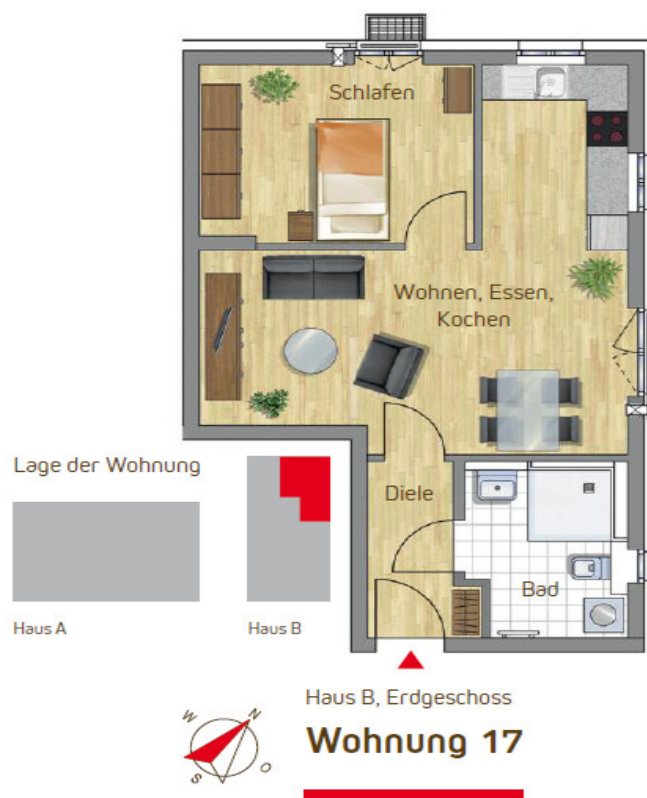 Schlafen
Wohnen, Essen,
Kochen
Lage der Wohnung
Diele
Bad
Haus A
Haus B
Haus B, Erdgeschoss
Wohnung 17
W
N
S
O